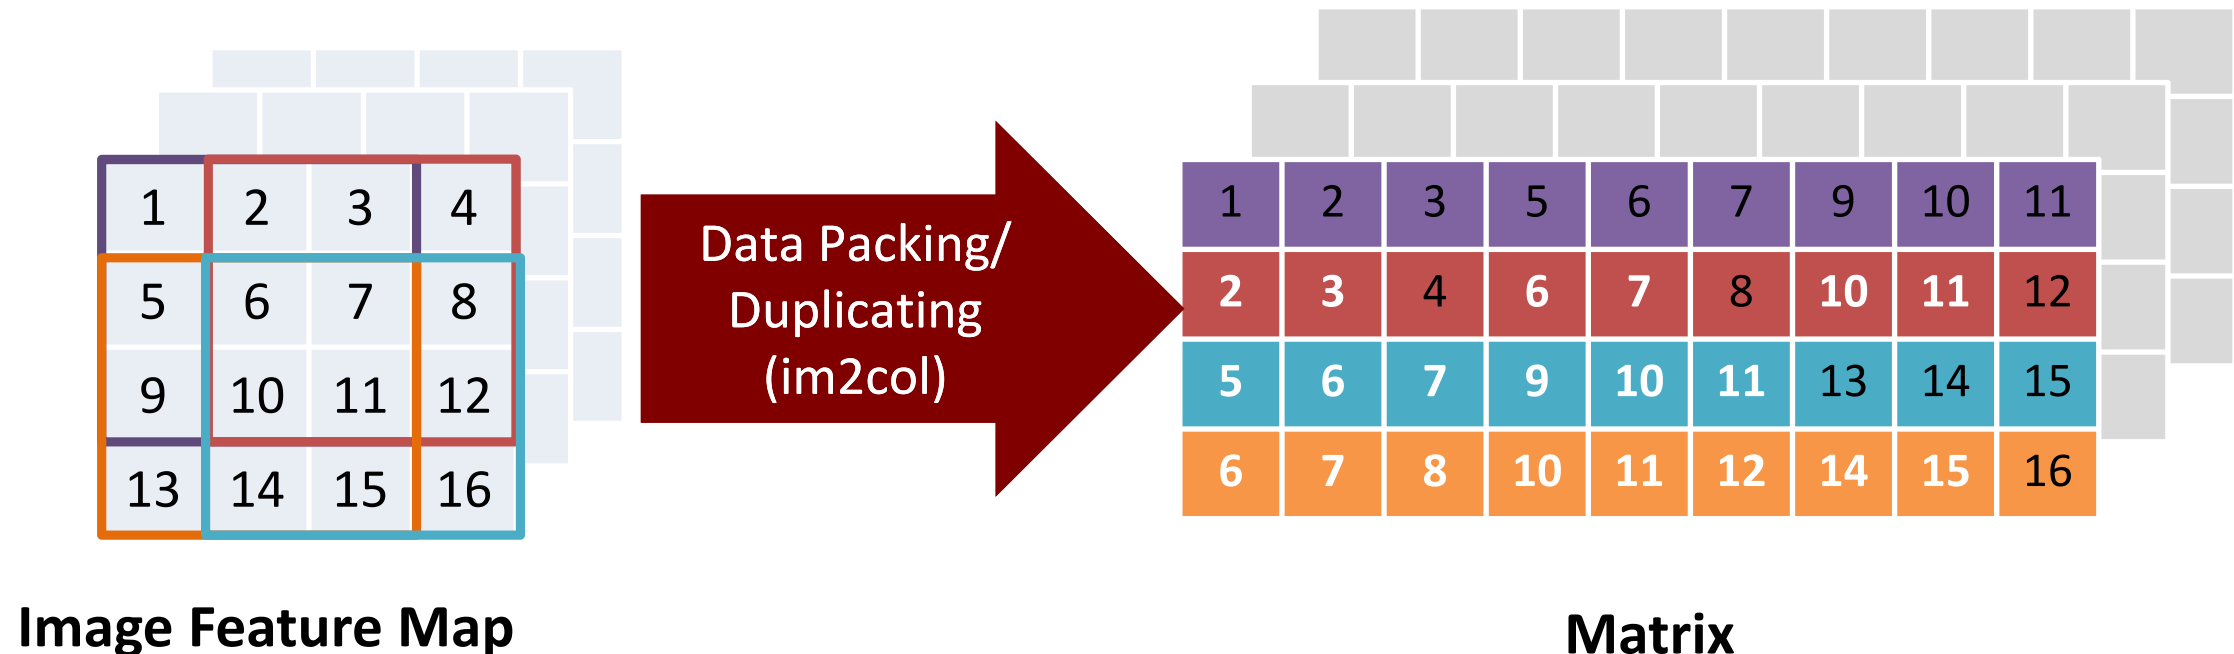 1 2 3 4
5 6 7 8
9 10 11 12
13 14 15 16
Image Feature Map
Data Packing/
Duplicating
(im2col)
1 2 3 5 6 7 9 10 11
2 3 4 6 7 8 10 11 12
5 6 7 9 10 11 13 14 15
6 7 8 10 11 12 14 15 16
Matrix